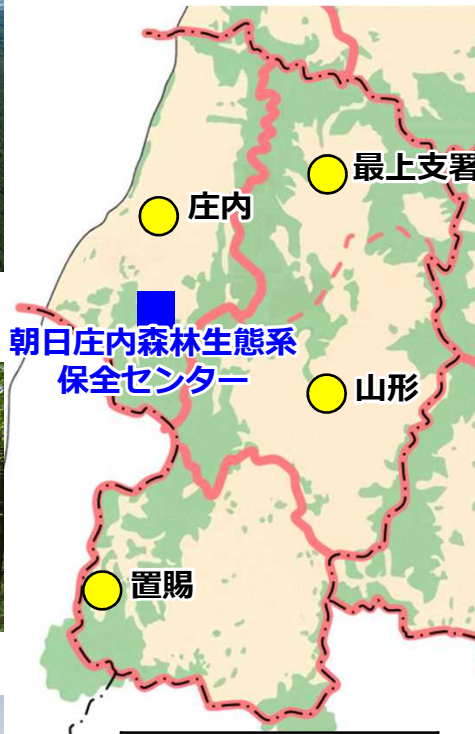 最上支署
庄内
朝日庄内森林生態系
保全センター
山形
置賜